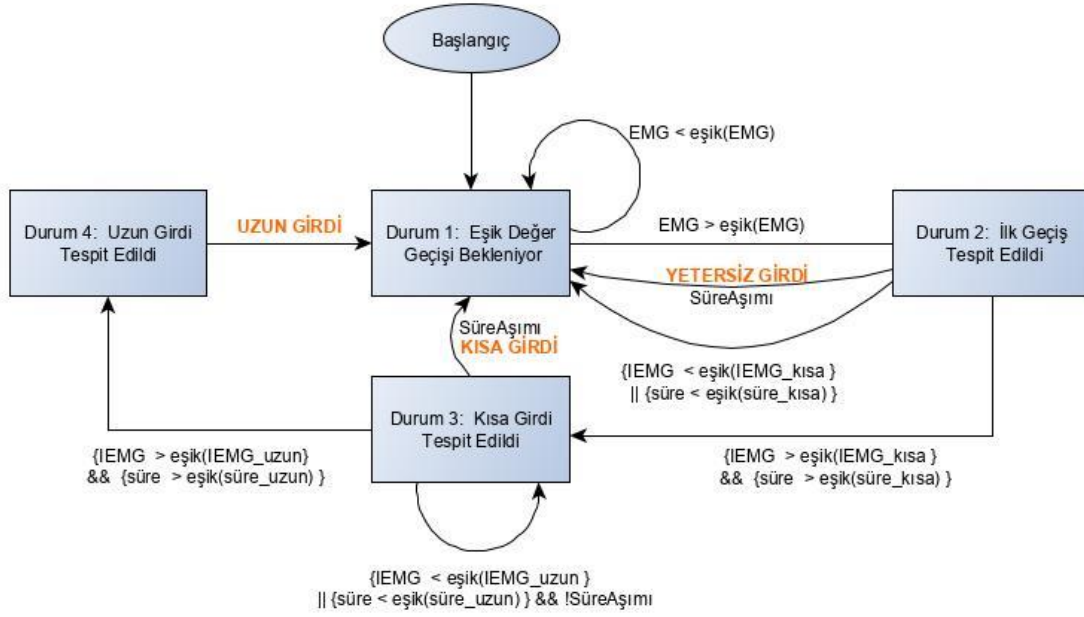 Başlangıç
EMG < eşik(EMG)
Durum 4: Uzun Girdi
Tespit Edildi
UZUN GİRDİ
Durum 1: Eşik Değer
Geçişi Bekleniyor
EMG > eşik(EMG)
Durum 2: İlk Geçiş
Tespit Edildi
YETERSİZ GİRDİ
SüreAşımı
SüreAşımı
KISA GİRDİ
{IEMG < eşik(IEMG_kısa }
|| {süre < eşik(süre_kısa) }
Durum 3: Kısa Girdi
Tespit Edildi
{IEMG > eşik(IEMG_uzun}
&& {süre > eşik(süre_uzun) }
{IEMG > eşik(IEMG_kısa }
&& {süre > eşik(süre_kısa) }
{IEMG < eşik(IEMG_uzun }
|| {süre < eşik(süre_uzun) } && !SüreAşımı